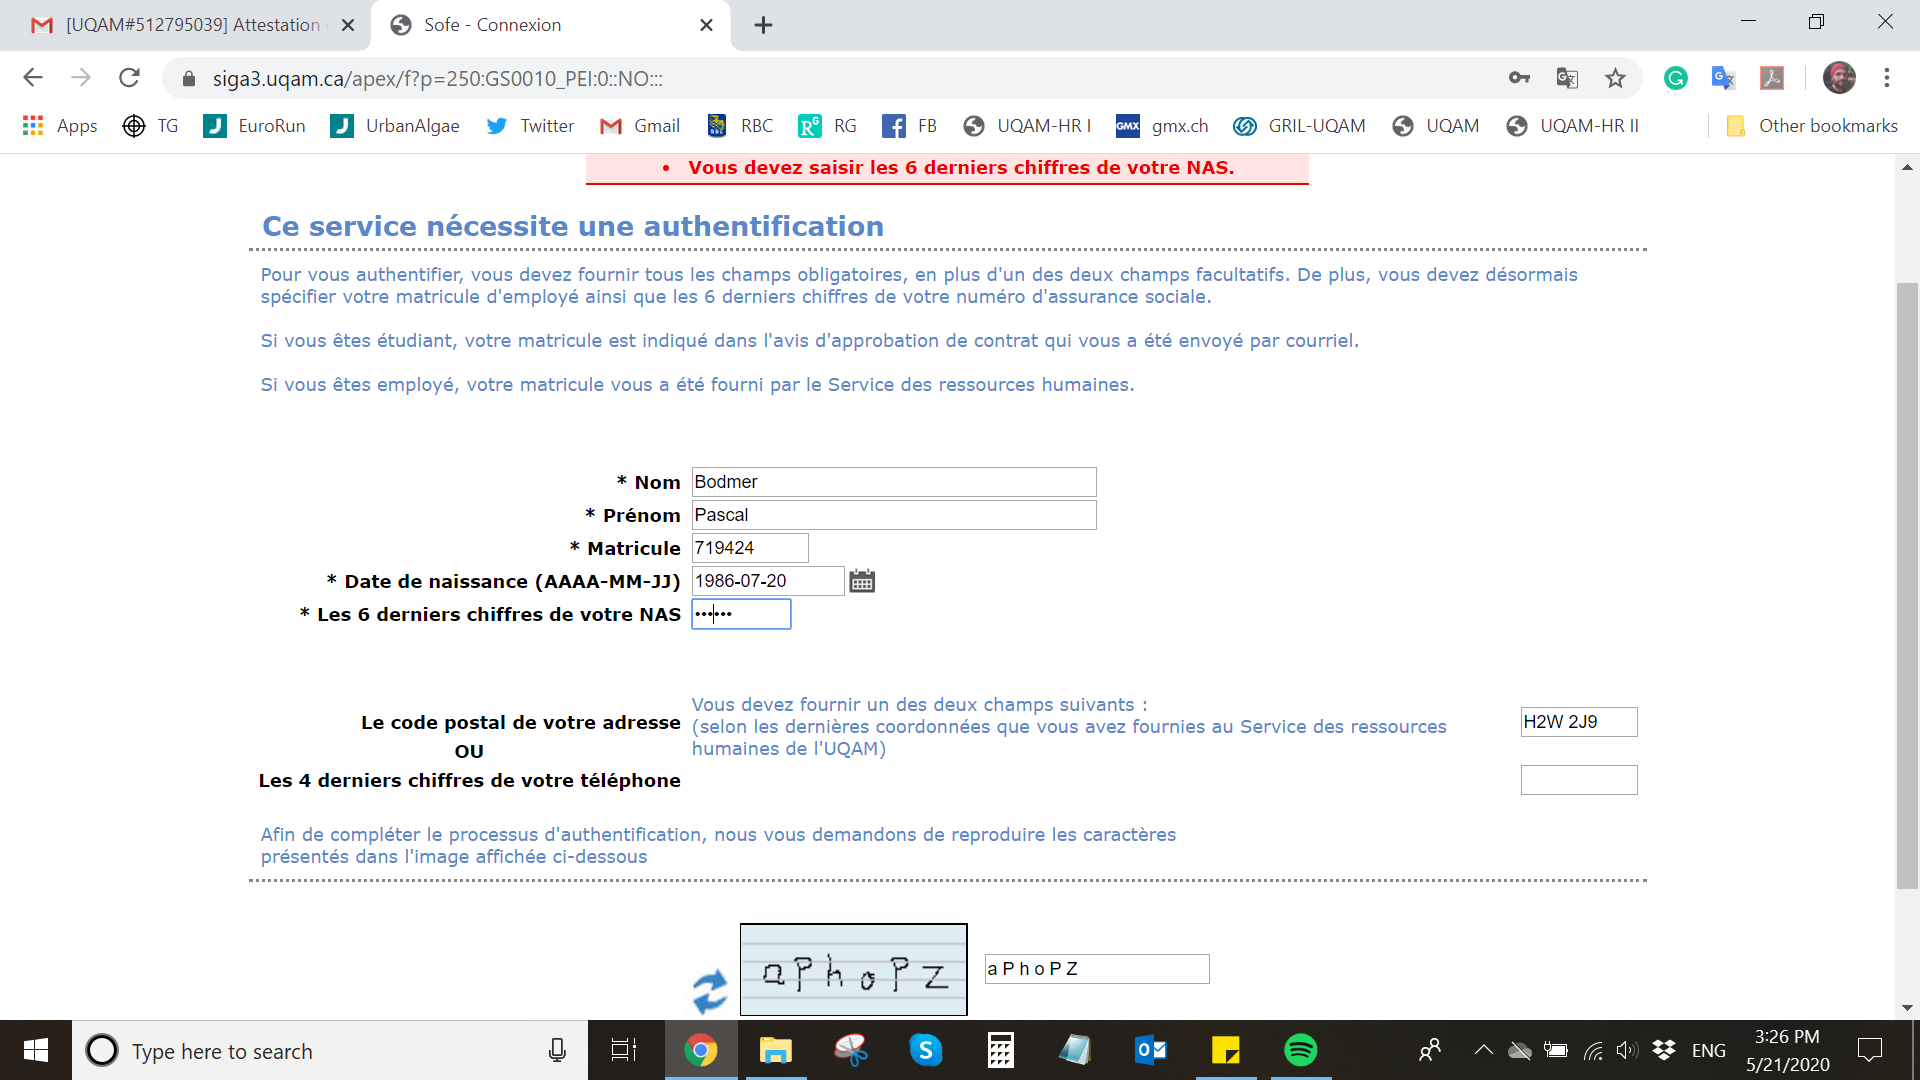 [UQAM#512795039] Attestation
Sofe - Connexion
siga3.uqam.ca/apex/f?p=250:GS0010_PEI:0::NO:::
Apps TG EuroRun UrbanAlgae Twitter Gmail RBC RG FB UQAM-HR I gmx.ch GRIL-UQAM UQAM UQAM-HR II Other bookmarks
• Vous devez saisir les 6 derniers chiffres de votre NAS.
Ce service nécessite une authentification
Pour vous authentifier, vous devez fournir tous les champs obligatoires, en plus d'un des deux champs facultatifs. De plus, vous devez désormais
spécifier votre matricule d'employé ainsi que les 6 derniers chiffres de votre numéro d'assurance sociale.
Si vous êtes étudiant, votre matricule est indiqué dans l'avis d'approbation de contrat qui vous a été envoyé par courriel.
Si vous êtes employé, votre matricule vous a été fourni par le Service des ressources humaines.
* Nom Bodmer
* Prénom Pascal
* Matricule 719424
* Date de naissance (AAAA-MM-JJ) 1986-07-20
* Les 6 derniers chiffres de votre NAS ••••••
Vous devez fournir un des deux champs suivants :
Le code postal de votre adresse (selon les dernières coordonnées que vous avez fournies au Service des ressources H2W 2J9
OU humaines de l'UQAM)
Les 4 derniers chiffres de votre téléphone
Afin de compléter le processus d'authentification, nous vous demandons de reproduire les caractères
présentés dans l'image affichée ci-dessous
a P h o P Z a P h o P Z
Type here to search
ENG
3:26 PM
5/21/2020